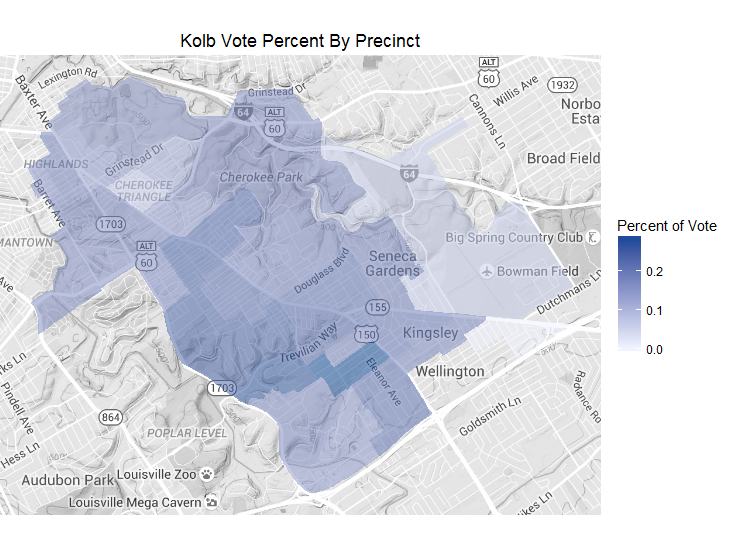 Kolb Vote Percent By Precinct
Lexington Rd
Baxter Ave
Grinstead Dr
64
ALT
60
ALT
60
1932
Willis Ave
Cannons Ln
Norbo
Esta
Broad Field
HIGHLANDS
Grinstead Dr
CHEROKEE
TRIANGLE
Cherokee Park
64
Barret Ave
1703
MANTOWN
ALT
60
Seneca
Gardens
Big Spring Country Club
Bowman Field
Douglass Blvd
Dutchmans Ln
155
150
Kingsley
Trevilian Way
Eleanor Ave
Wellington
1703
rks Ln
Pindell Ave
864
POPLAR LEVEL
Goldsmith Ln
Radiance Ro
Hess Ln
Audubon Park
Louisville Zoo
Louisville Mega Cavern
ikes Ln
Percent of Vote
0.2
0.1
0.0